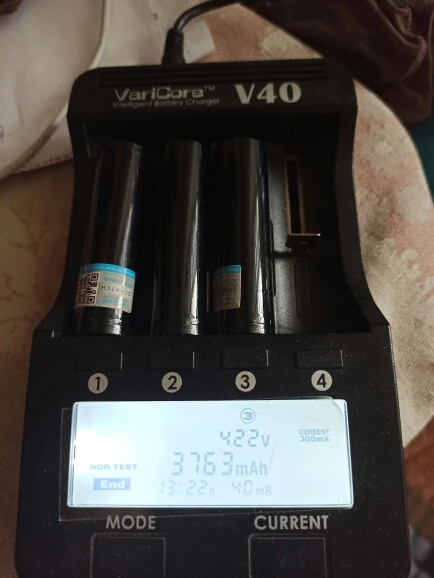 VariCore™ V40
Intelligent Battery Charger
SCRATCH
1 2 3 4
3
4.22V
CURRENT
300mA
NOR TEST
3763mAh
End
13:22h 40mR
MODE CURRENT